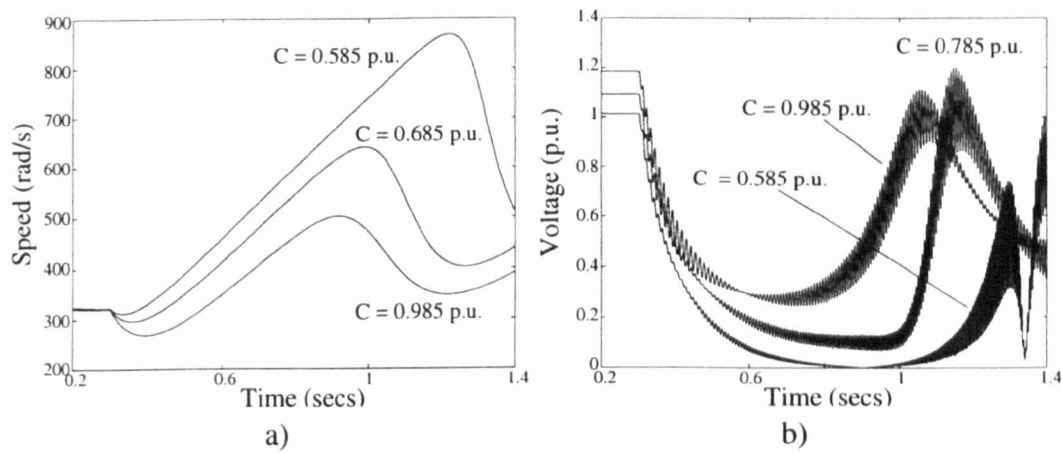 900
800
700
600
500
400
300
200
Speed (rad/s)
C = 0.585 p.u.
C = 0.685 p.u.
C = 0.985 p.u.
0.2
0.6
1
1.4
Time (secs)
a)
1.4
1.2
1
0.8
0.6
0.4
0.2
0
Voltage (p.u.)
C = 0.785 p.u.
C = 0.985 p.u.
C = 0.585 p.u.
0.2
0.6
1
1.4
Time (secs)
b)